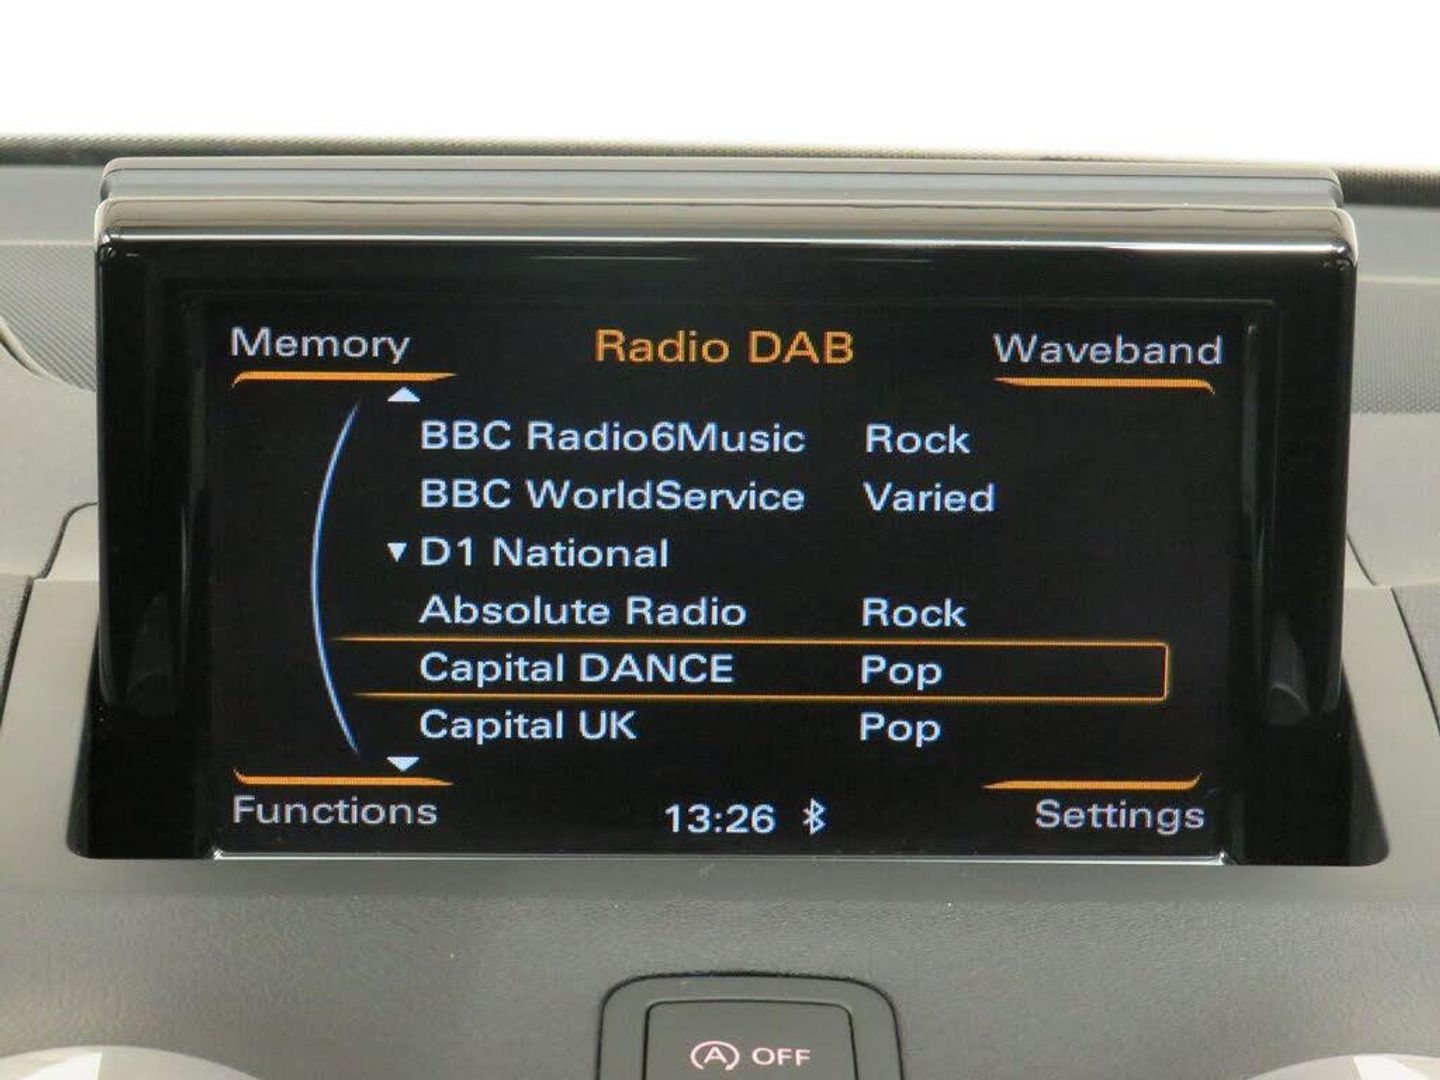 Memory Radio DAB Waveband
BBC Radio6Music Rock
BBC WorldService Varied
▼ D1 National
Absolute Radio Rock
Capital DANCE Pop
Capital UK Pop
Functions 13:26 Settings
A OFF